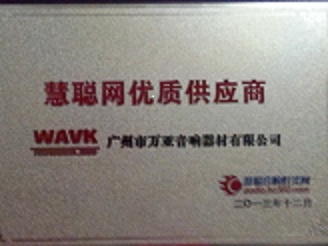 慧聪网优质供应商
WAVK 广州市万亚音响器材有限公司
二〇一三年十二月